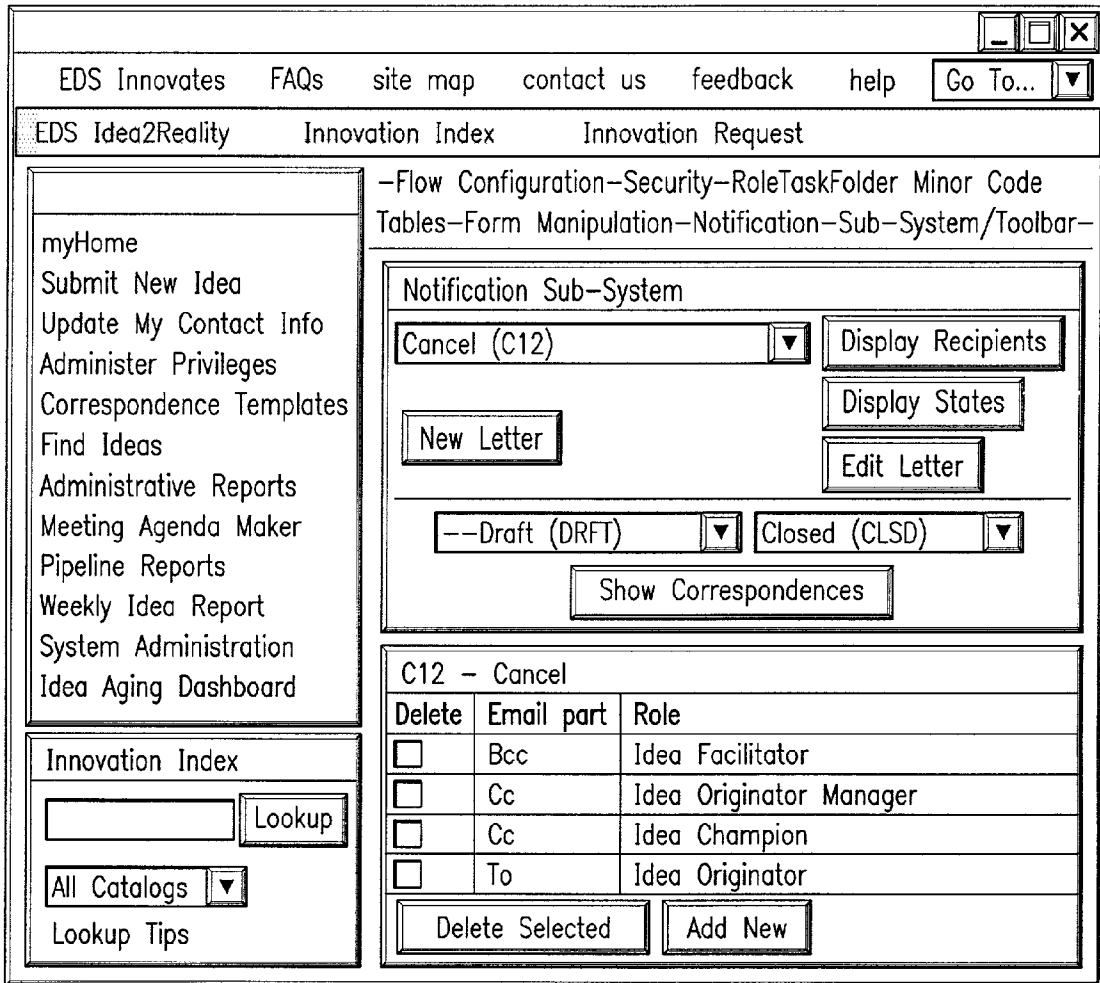 EDS Innovates FAQs site map contact us feedback help Go To...
EDS Idea2Reality Innovation Index Innovation Request
myHome
Submit New Idea
Update My Contact Info
Administer Privileges
Correspondence Templates
Find Ideas
Administrative Reports
Meeting Agenda Maker
Pipeline Reports
Weekly Idea Report
System Administration
Idea Aging Dashboard
Innovation Index
Lookup
All Catalogs
Lookup Tips
–Flow Configuration–Security–RoleTaskFolder Minor Code
Tables–Form Manipulation–Notification–Sub–System/Toolbar–
Notification Sub–System
Cancel (C12) Display Recipients
Display States
New Letter
Edit Letter
––Draft (DRFT) Closed (CLSD)
Show Correspondences
C12 – Cancel
Delete Email part Role
Bcc Idea Facilitator
Cc Idea Originator Manager
Cc Idea Champion
To Idea Originator
Delete Selected Add New